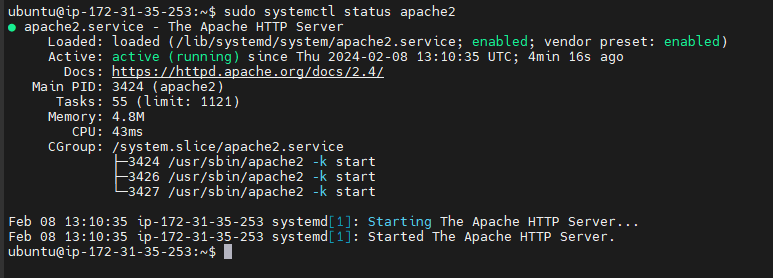 ubuntu@ip-172-31-35-253:~$ sudo systemctl status apache2
● apache2.service - The Apache HTTP Server
     Loaded: loaded (/lib/systemd/system/apache2.service; enabled; vendor preset: enabled)
     Active: active (running) since Thu 2024-02-08 13:10:35 UTC; 4min 16s ago
       Docs: https://httpd.apache.org/docs/2.4/
   Main PID: 3424 (apache2)
      Tasks: 55 (limit: 1121)
     Memory: 4.8M
        CPU: 43ms
     CGroup: /system.slice/apache2.service
             ├─3424 /usr/sbin/apache2 -k start
             ├─3426 /usr/sbin/apache2 -k start
             └─3427 /usr/sbin/apache2 -k start

Feb 08 13:10:35 ip-172-31-35-253 systemd[1]: Starting The Apache HTTP Server...
Feb 08 13:10:35 ip-172-31-35-253 systemd[1]: Started The Apache HTTP Server.
ubuntu@ip-172-31-35-253:~$